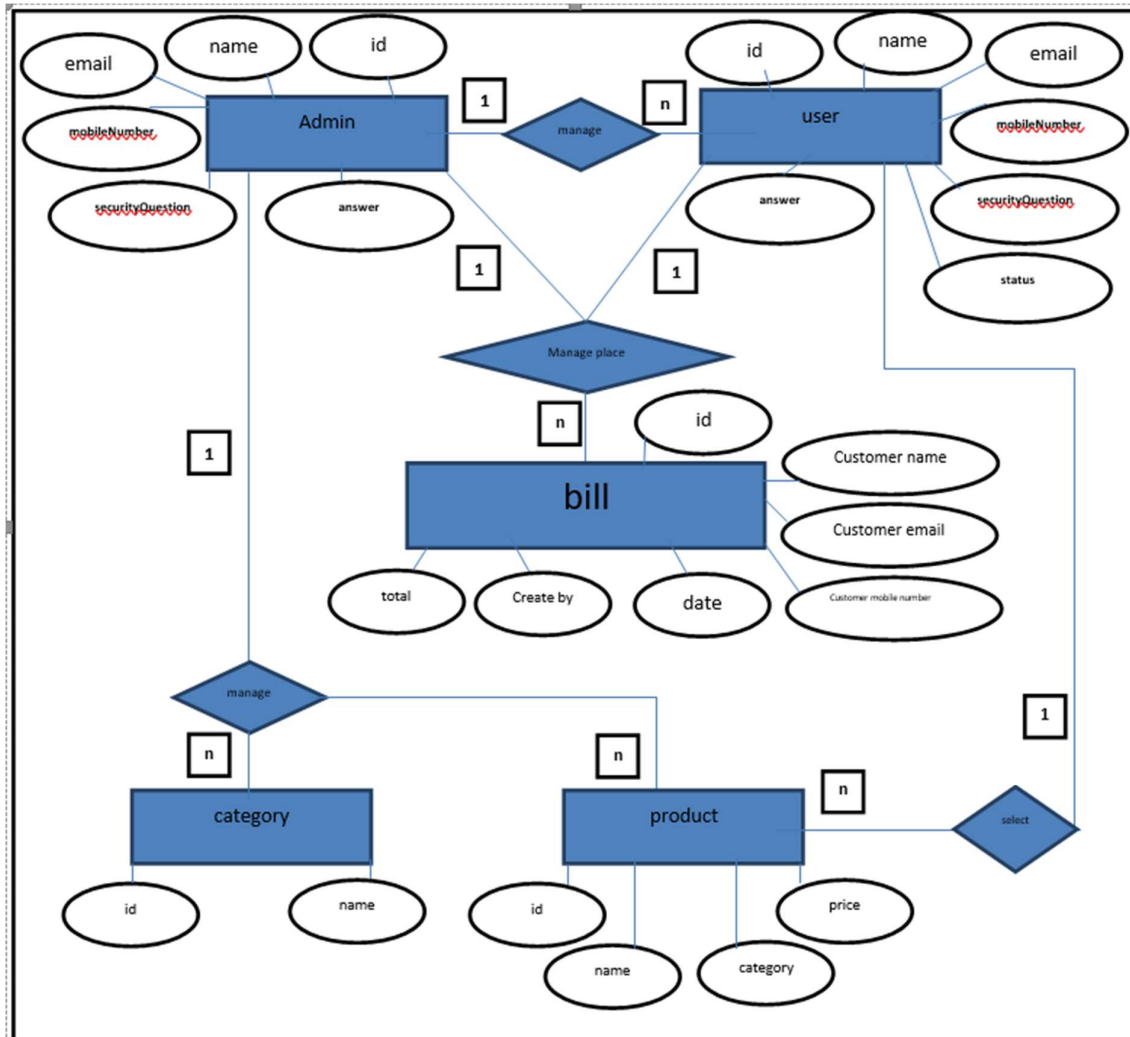 email
name
id
id
name
email
Admin
1
manage
n
user
mobileNumber
mobileNumber
securityQuestion
answer
answer
securityQuestion
1
1
status
Manage place
n
id
1
Customer name
bill
Customer email
total
Create by
date
Customer mobile number
manage
1
n
n
n
category
product
select
id
name
id
price
name
category